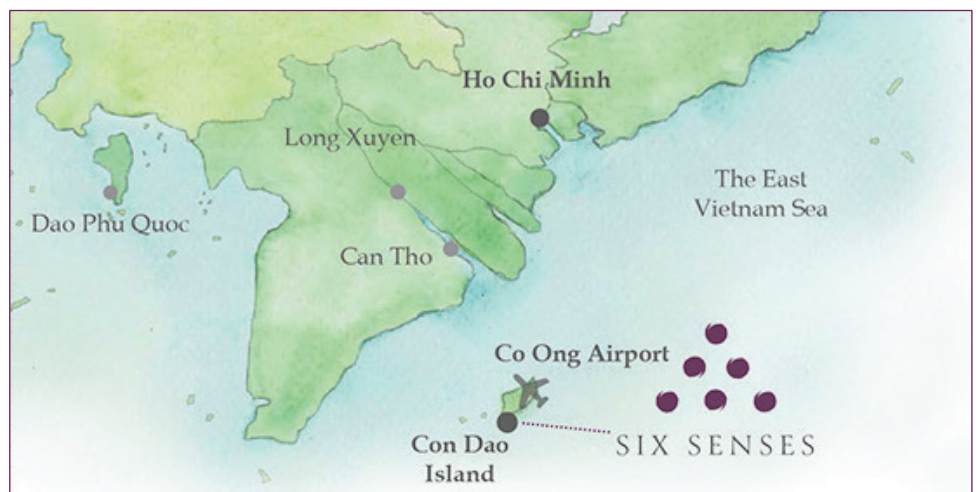 Ho Chi Minh
Long Xuyen
The East
Vietnam Sea
Dao Phu Quoc
Can Tho
Co Ong Airport
Con Dao
Island
SIX SENSES